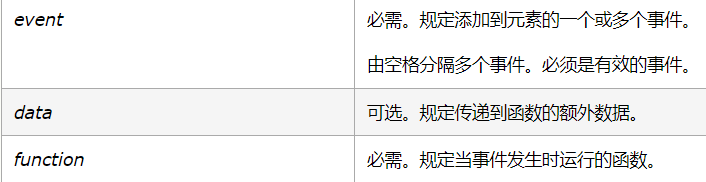 event
必需。规定添加到元素的一个或多个事件。
由空格分隔多个事件。必须是有效的事件。
data
可选。规定传递到函数的额外数据。
function
必需。规定当事件发生时运行的函数。